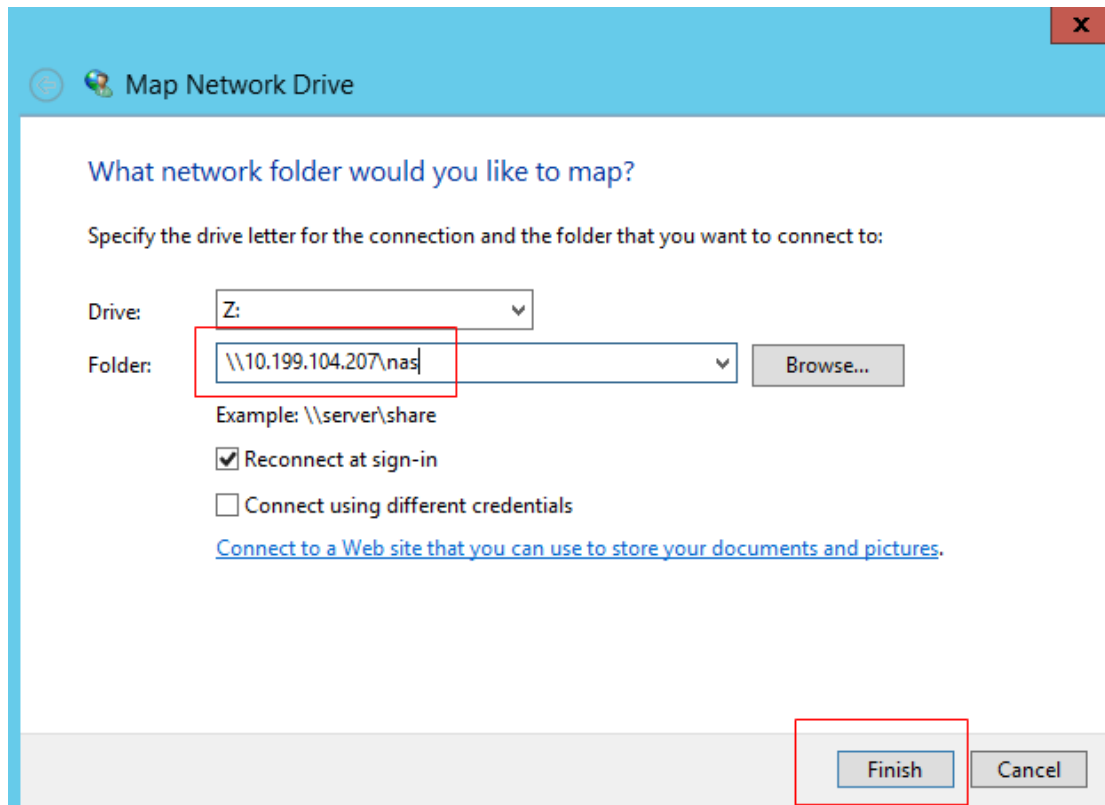 x
Map Network Drive
What network folder would you like to map?
Specify the drive letter for the connection and the folder that you want to connect to:
Drive: Z:
Folder: \\10.199.104.207\nas Browse...
Example: \\server\share
Reconnect at sign-in
Connect using different credentials
Connect to a Web site that you can use to store your documents and pictures.
Finish Cancel